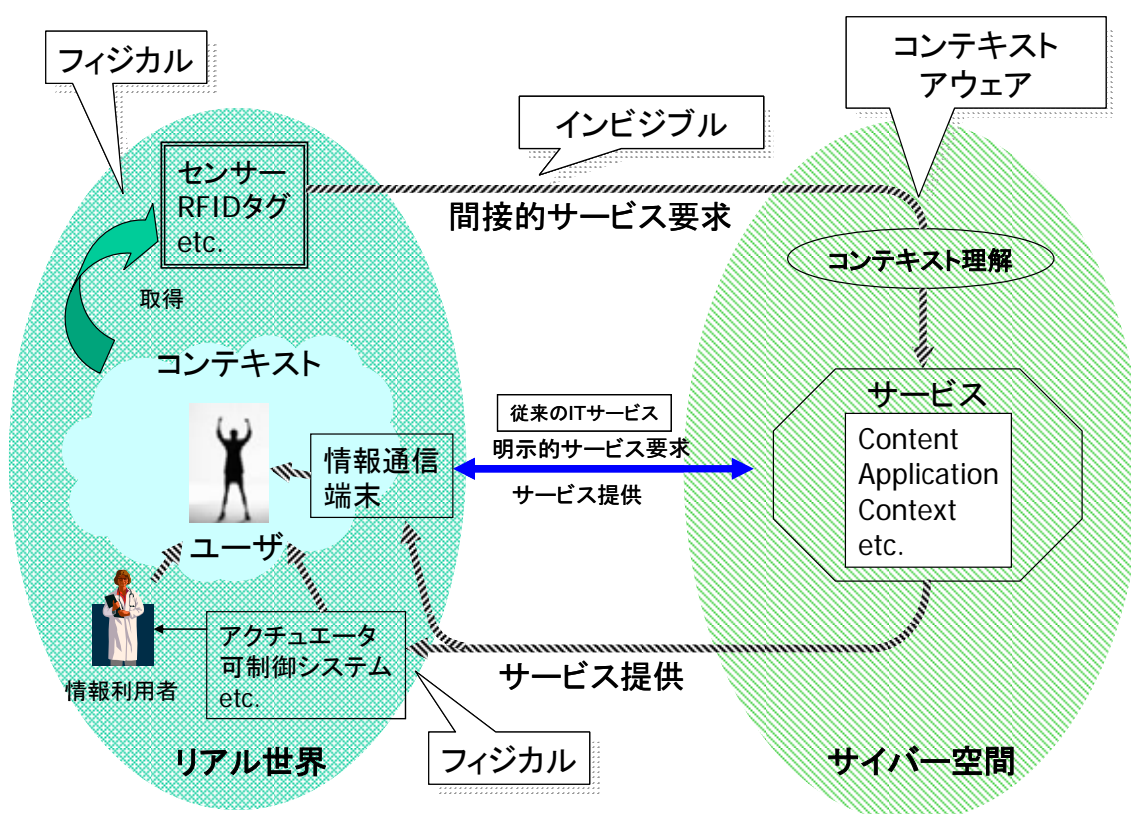 フィジカル
コンテキスト
アウェア
インビジブル
センサー
RFIDタグ
etc.
間接的サービス要求
コンテキスト理解
取得
コンテキスト
サービス
従来のITサービス
明示的サービス要求
サービス提供
情報通信
端末
Content
Application
Context
etc.
ユーザ
アクチュエータ
可制御システム
etc.
情報利用者
サービス提供
フィジカル
リアル世界
サイバー空間